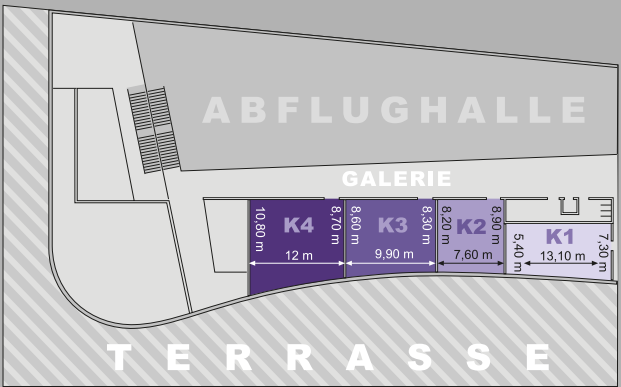 ABFLUGHALLE
GALERIE
10,80 m
K4
8,70 m
12 m
8,60 m
K3
8,30 m
9,90 m
8,20 m
K2
8,90 m
7,60 m
5,40 m
K1
7,30 m
13,10 m
TERRASSE